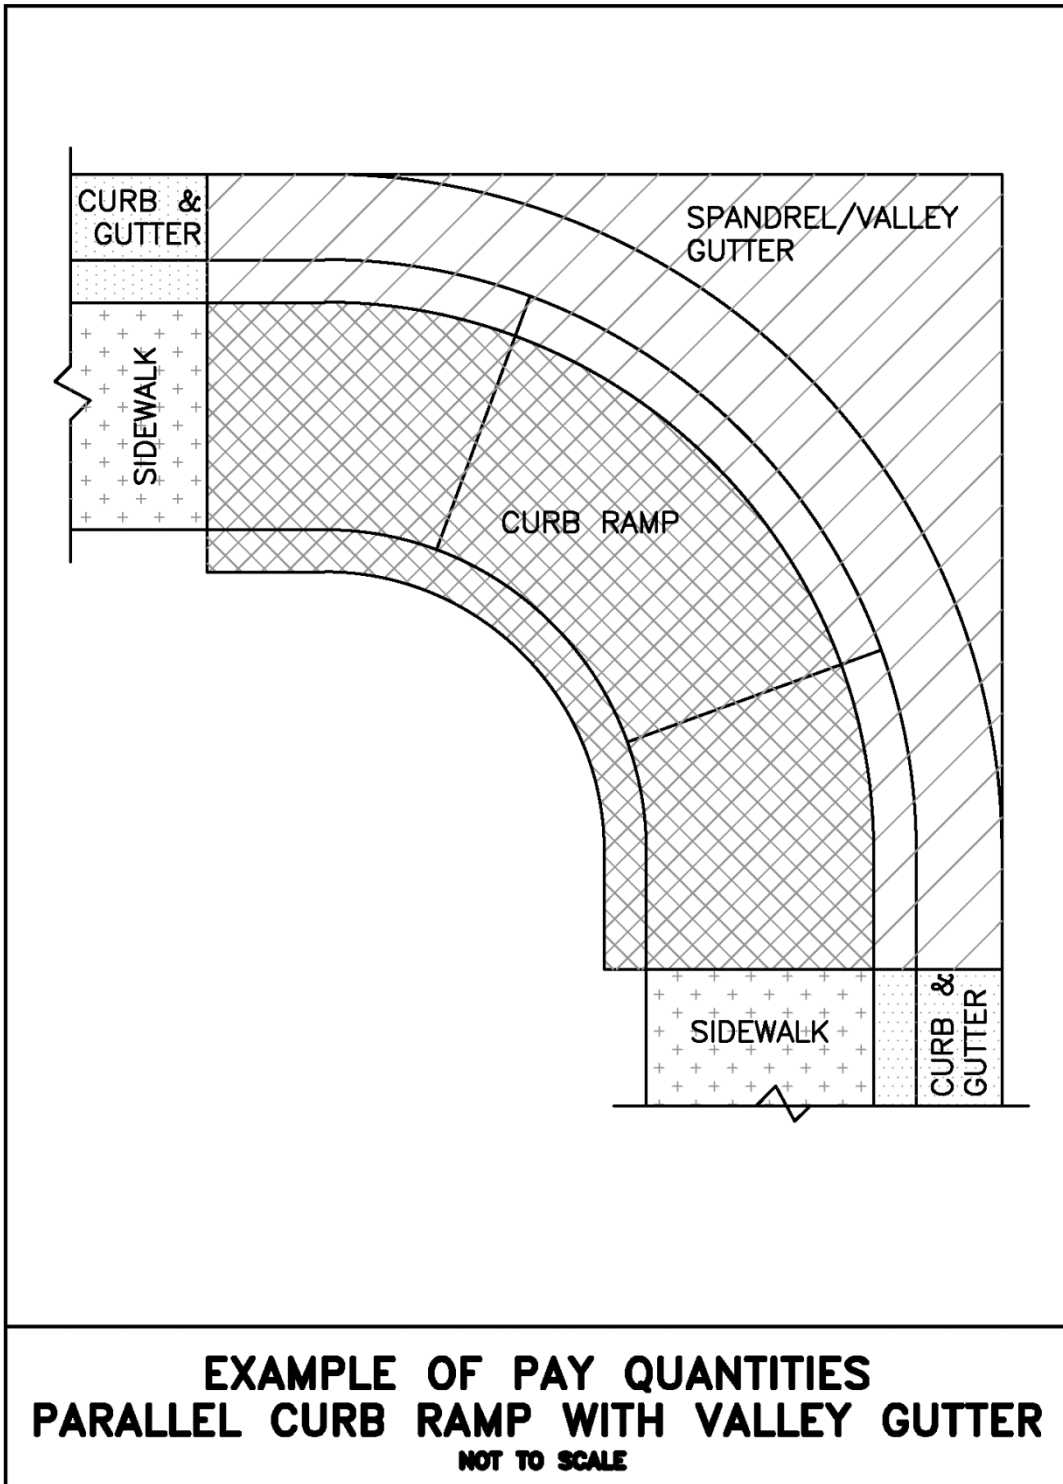 CURB &
GUTTER
SPANDREL/VALLEY
GUTTER
SIDEWALK
CURB RAMP
SIDEWALK
CURB &
GUTTER
EXAMPLE OF PAY QUANTITIES
PARALLEL CURB RAMP WITH VALLEY GUTTER
NOT TO SCALE